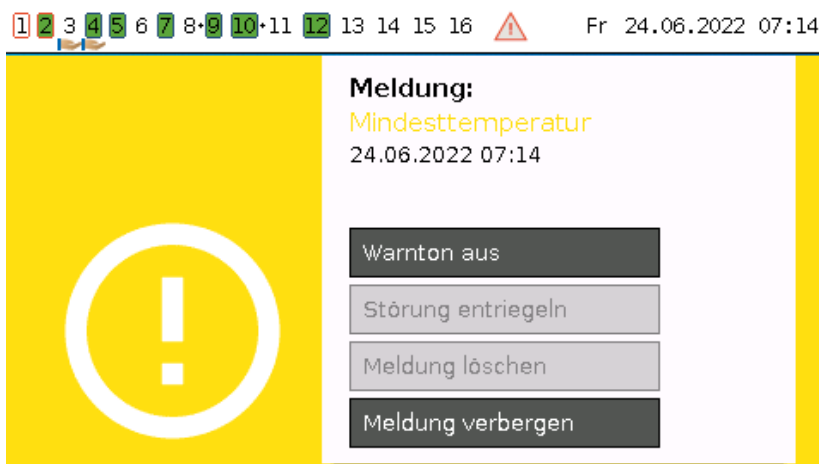 1 2 3 4 5 6 7 8+9 10+11 12 13 14 15 16 Fr 24.06.2022 07:14
Meldung:
Mindesttemperatur
24.06.2022 07:14
Warnton aus
Störung entriegeln
Meldung löschen
Meldung verbergen